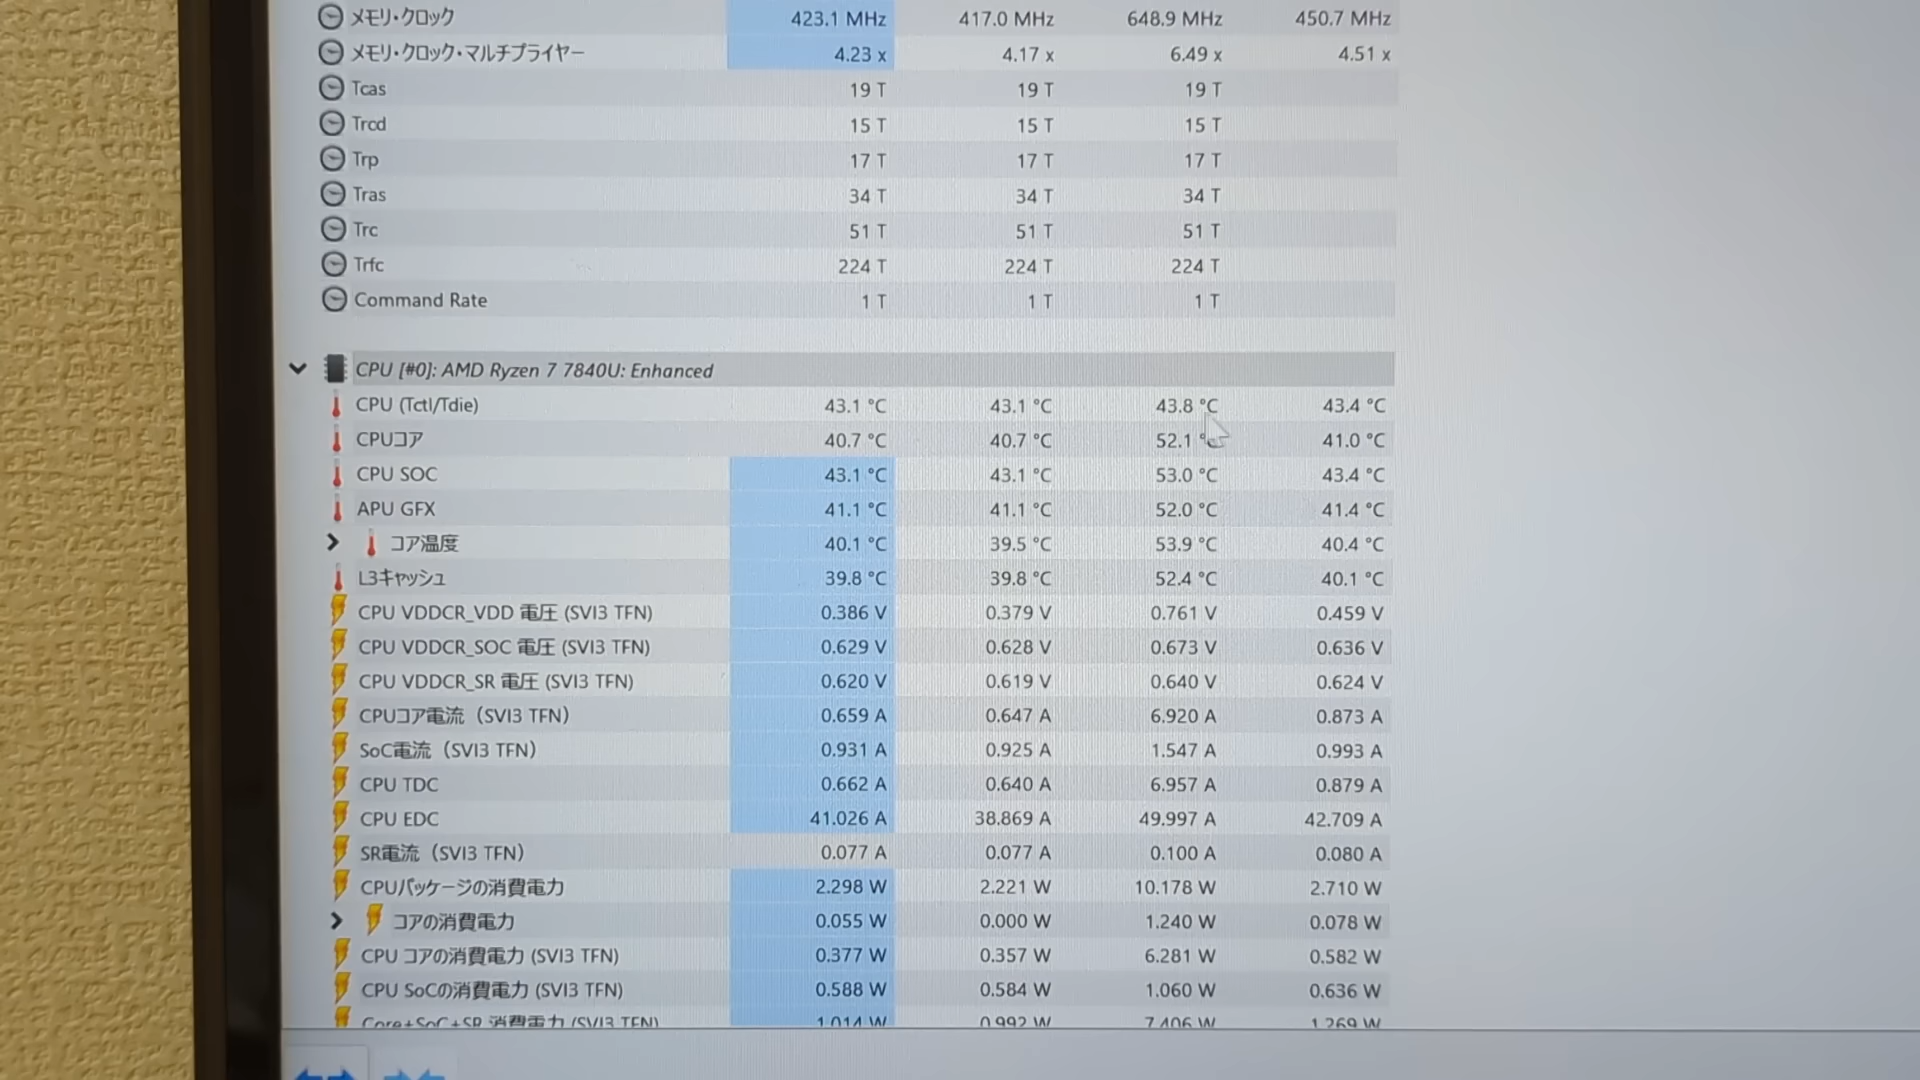 メモリ・クロック 423.1 MHz 417.0 MHz 648.9 MHz 450.7 MHz
メモリ・クロック・マルチプライヤー 4.23 x 4.17 x 6.49 x 4.51 x
Tcas 19 T 19 T 19 T
Trcd 15 T 15 T 15 T
Trp 17 T 17 T 17 T
Tras 34 T 34 T 34 T
Trc 51 T 51 T 51 T
Trfc 224 T 224 T 224 T
Command Rate 1 T 1 T 1 T
CPU [#0]: AMD Ryzen 7 7840U: Enhanced
CPU (Tctl/Tdie) 43.1 °C 43.1 °C 43.8 °C 43.4 °C
CPUコア 40.7 °C 40.7 °C 52.1 °C 41.0 °C
CPU SOC 43.1 °C 43.1 °C 53.0 °C 43.4 °C
APU GFX 41.1 °C 41.1 °C 52.0 °C 41.4 °C
コア温度 40.1 °C 39.5 °C 53.9 °C 40.4 °C
L3キャッシュ 39.8 °C 39.8 °C 52.4 °C 40.1 °C
CPU VDDCR_VDD 電圧 (SVI3 TFN) 0.386 V 0.379 V 0.761 V 0.459 V
CPU VDDCR_SOC 電圧 (SVI3 TFN) 0.629 V 0.628 V 0.673 V 0.636 V
CPU VDDCR_SR 電圧 (SVI3 TFN) 0.620 V 0.619 V 0.640 V 0.624 V
CPUコア電流（SVI3 TFN） 0.659 A 0.647 A 6.920 A 0.873 A
SoC電流（SVI3 TFN） 0.931 A 0.925 A 1.547 A 0.993 A
CPU TDC 0.662 A 0.640 A 6.957 A 0.879 A
CPU EDC 41.026 A 38.869 A 49.997 A 42.709 A
SR電流（SVI3 TFN） 0.077 A 0.077 A 0.100 A 0.080 A
CPUパッケージの消費電力 2.298 W 2.221 W 10.178 W 2.710 W
コアの消費電力 0.055 W 0.000 W 1.240 W 0.078 W
CPU コアの消費電力 (SVI3 TFN) 0.377 W 0.357 W 6.281 W 0.582 W
CPU SoCの消費電力 (SVI3 TFN) 0.588 W 0.584 W 1.060 W 0.636 W
Core+SoC+SR 消費電力 (SVI3 TFN) 1.014 W 0.992 W 7.406 W 1.269 W